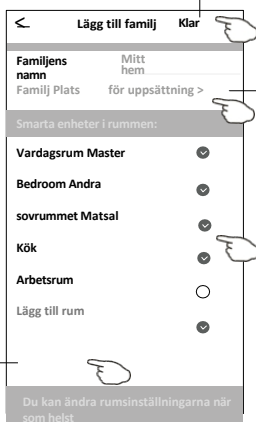 Lägg till familj Klar
Familjens Mitt
namn hem
Familj Plats för uppsättning >
Smarta enheter i rummen:
Vardagsrum Master
Bedroom Andra
sovrummet Matsal
Kök
Arbetsrum
Lägg till rum
Du kan ändra rumsinställningarna när
som helst